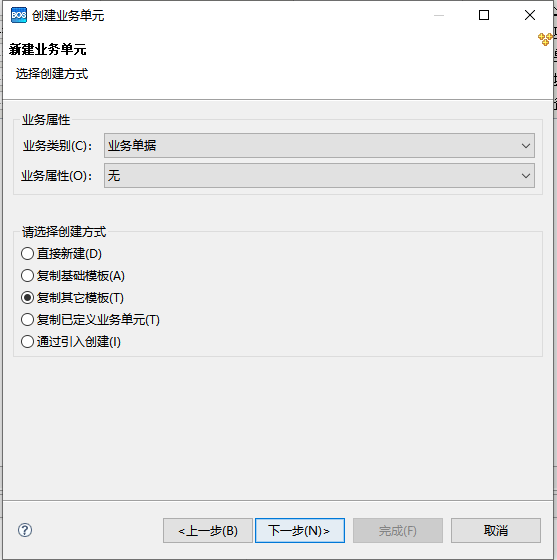 BOS 创建业务单元
新建业务单元
选择创建方式
业务属性
业务类别(C): 业务单据
业务属性(O): 无
请选择创建方式
直接新建(D)
复制基础模板(A)
复制其它模板(T)
复制已定义业务单元(T)
通过引入创建(I)
<上一步(B) 下一步(N)> 完成(F) 取消